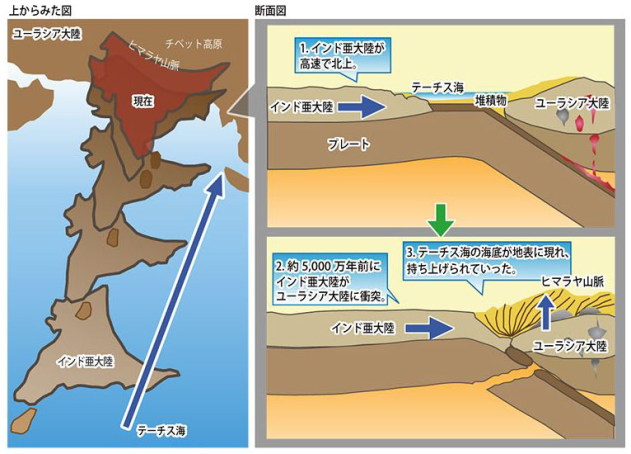 上からみた図
ユーラシア大陸
チベット高原
ヒマラヤ山脈
現在
インド亜大陸
テーチス海
断面図
1. インド亜大陸が
高速で北上。
テーチス海
堆積物
ユーラシア大陸
インド亜大陸
プレート
2. 約 5,000 万年前に
インド亜大陸が
ユーラシア大陸に衝突。
3. テーチス海の海底が地表に現れ、
持ち上げられていった。
ヒマラヤ山脈
インド亜大陸
ユーラシア大陸